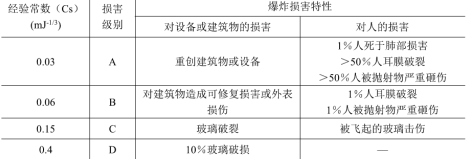 经验常数（Cs）
(mJ-1/3)
损害
级别
爆炸损害特性
对设备或建筑物的损害
对人的损害
0.03
A
重创建筑物或设备
1％人死于肺部损害
＞50％人耳膜破裂
＞50％人被抛射物严重砸伤
0.06
B
对建筑物造成可修复损害或外表
损伤
1％人耳膜破裂
1％人被抛射物严重砸伤
0.15
C
玻璃破裂
被飞起的玻璃击伤
0.4
D
10％玻璃破损
—